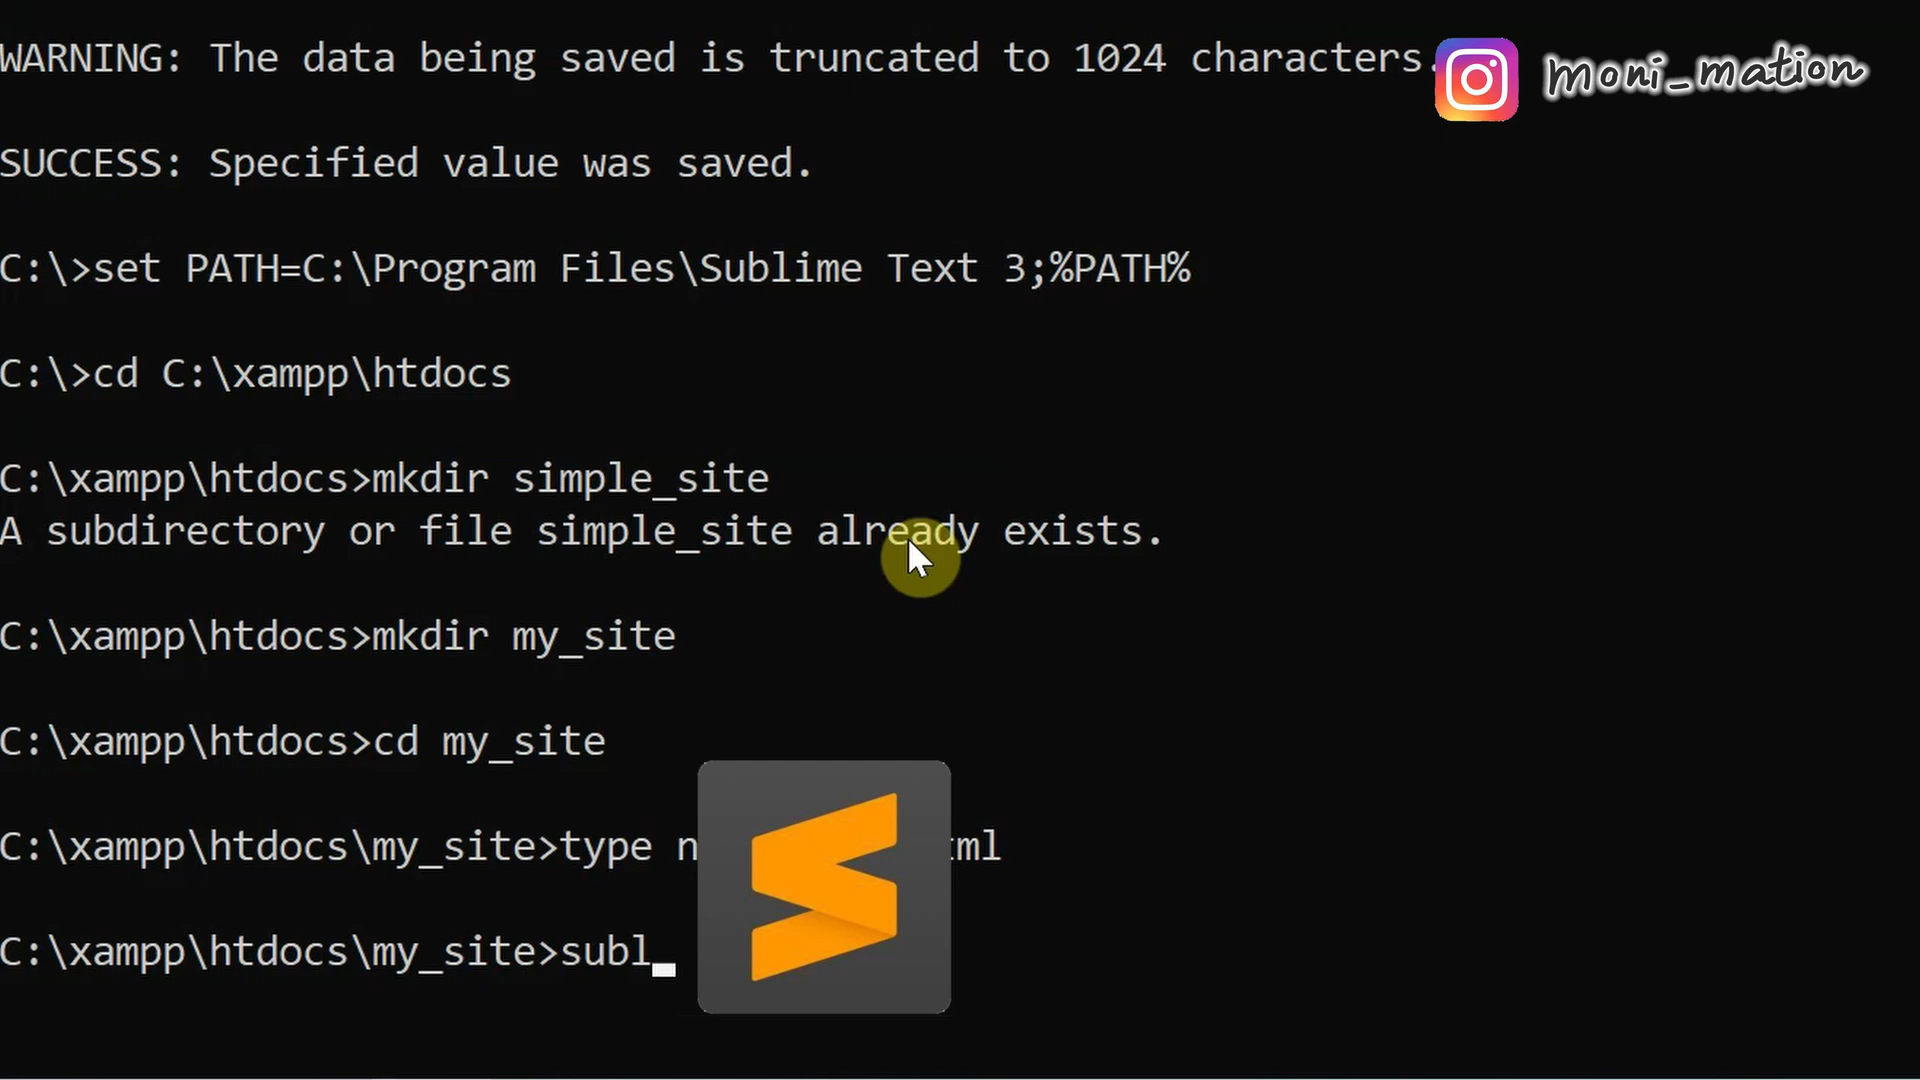 WARNING: The data being saved is truncated to 1024 characters.
moni_mation
SUCCESS: Specified value was saved.
C:\>set PATH=C:\Program Files\Sublime Text 3;%PATH%
C:\>cd C:\xampp\htdocs
C:\xampp\htdocs>mkdir simple_site
A subdirectory or file simple_site already exists.
C:\xampp\htdocs>mkdir my_site
C:\xampp\htdocs>cd my_site
C:\xampp\htdocs\my_site>type
C:\xampp\htdocs\my_site>subl